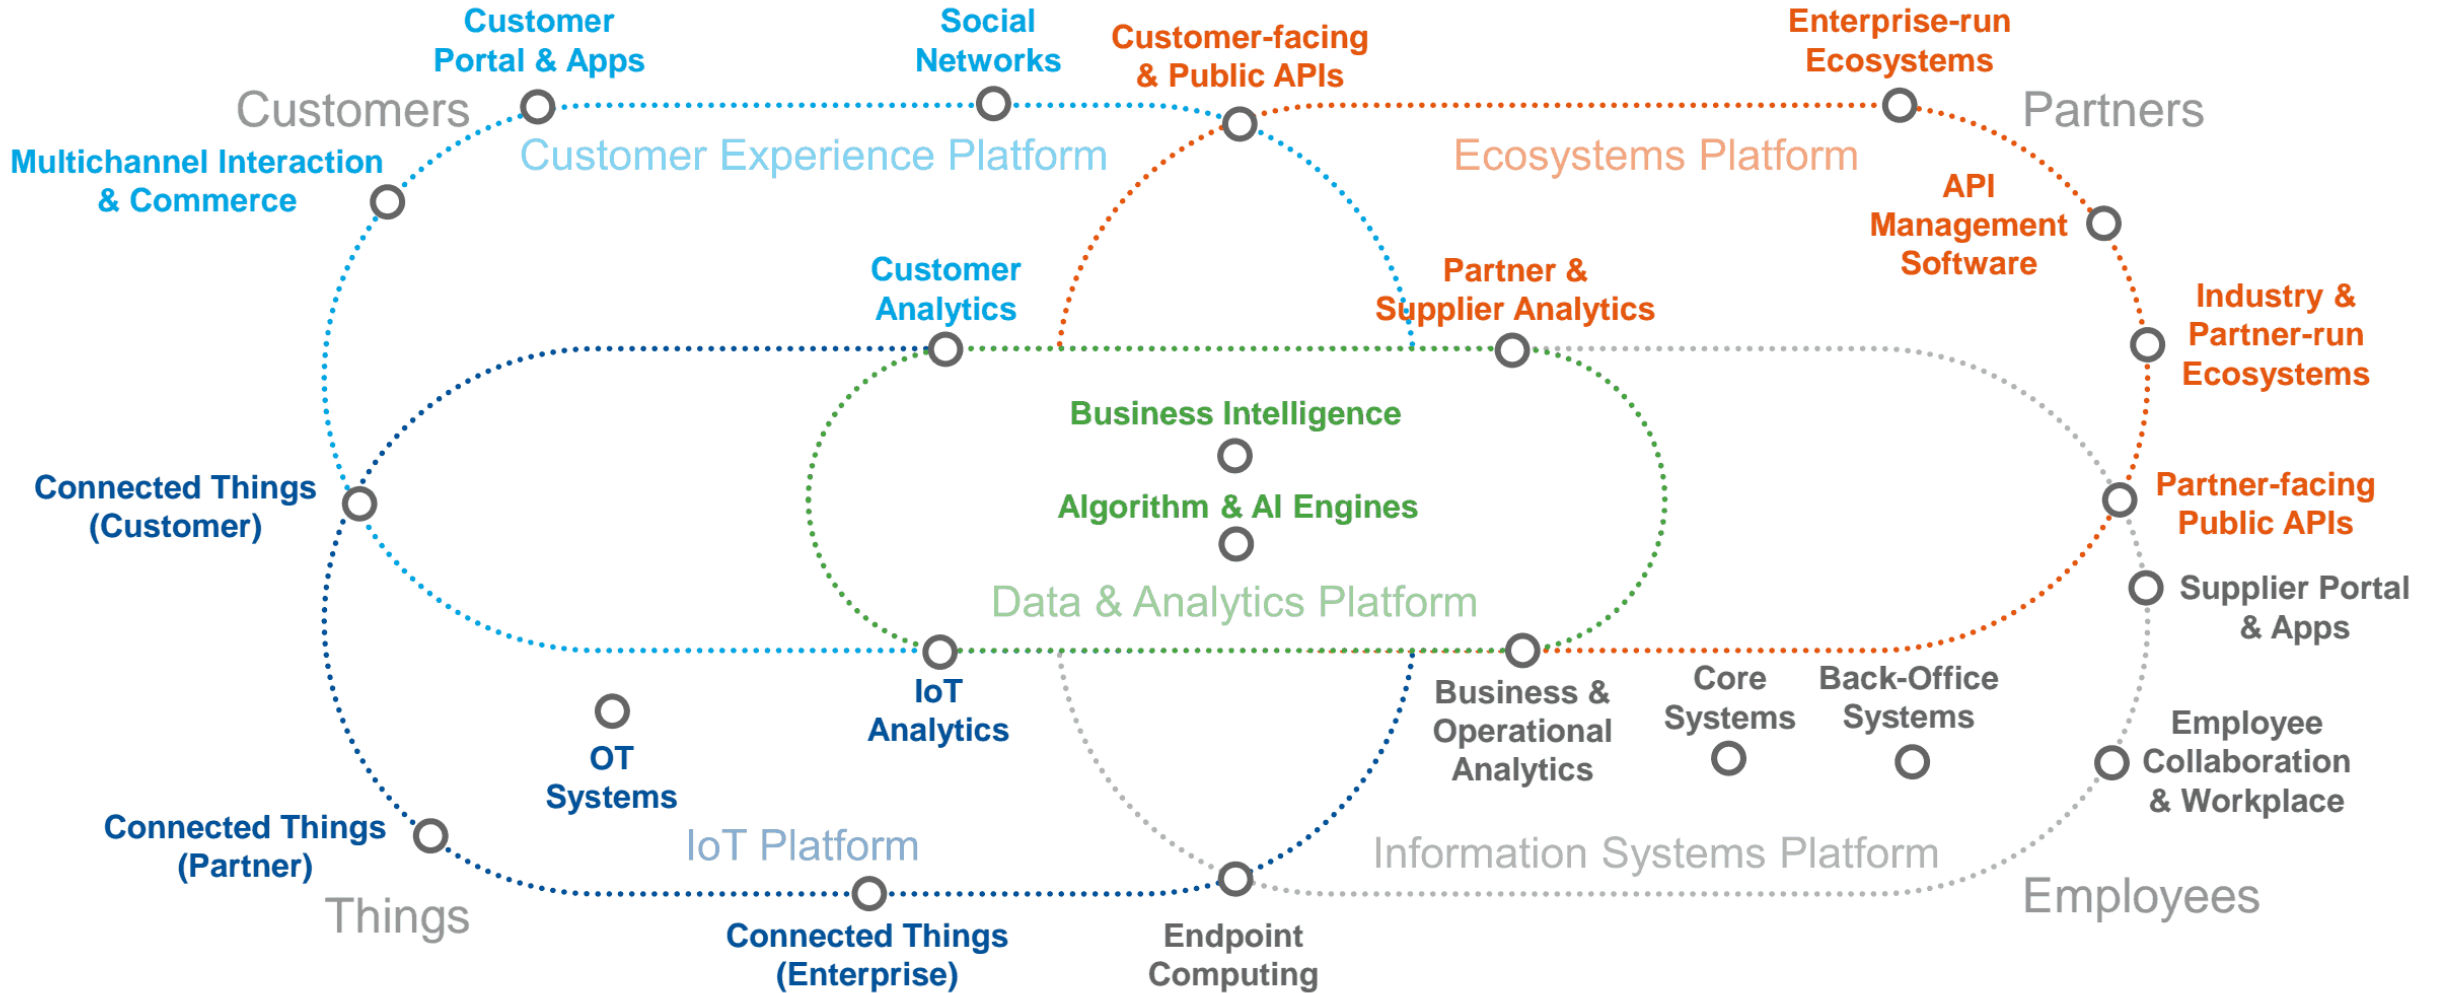 Customer
Portal & Apps
Social
Networks
Customer-facing
& Public APIs
Enterprise-run
Ecosystems
Customers
Partners
Multichannel Interaction
& Commerce
Customer Experience Platform
Ecosystems Platform
API
Management
Software
Customer
Analytics
Partner &
Supplier Analytics
Industry &
Partner-run
Ecosystems
Business Intelligence
Connected Things
(Customer)
Algorithm & AI Engines
Partner-facing
Public APIs
Data & Analytics Platform
Supplier Portal
& Apps
IoT
Analytics
Business &
Operational
Analytics
Core
Systems
Back-Office
Systems
OT
Systems
Employee
Collaboration
& Workplace
Connected Things
(Partner)
IoT Platform
Information Systems Platform
Things
Employees
Connected Things
(Enterprise)
Endpoint
Computing